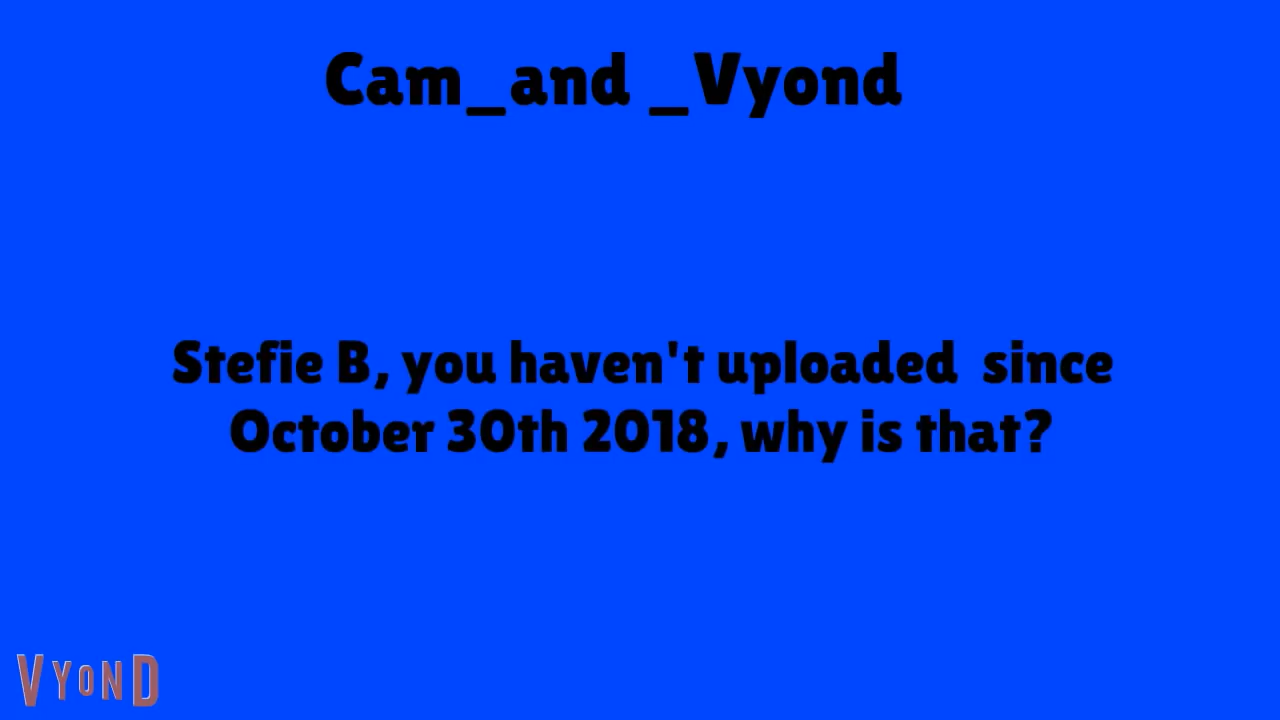 Cam_and _Vyond
Stefie B, you haven't uploaded  since
October 30th 2018, why is that?
VYOND